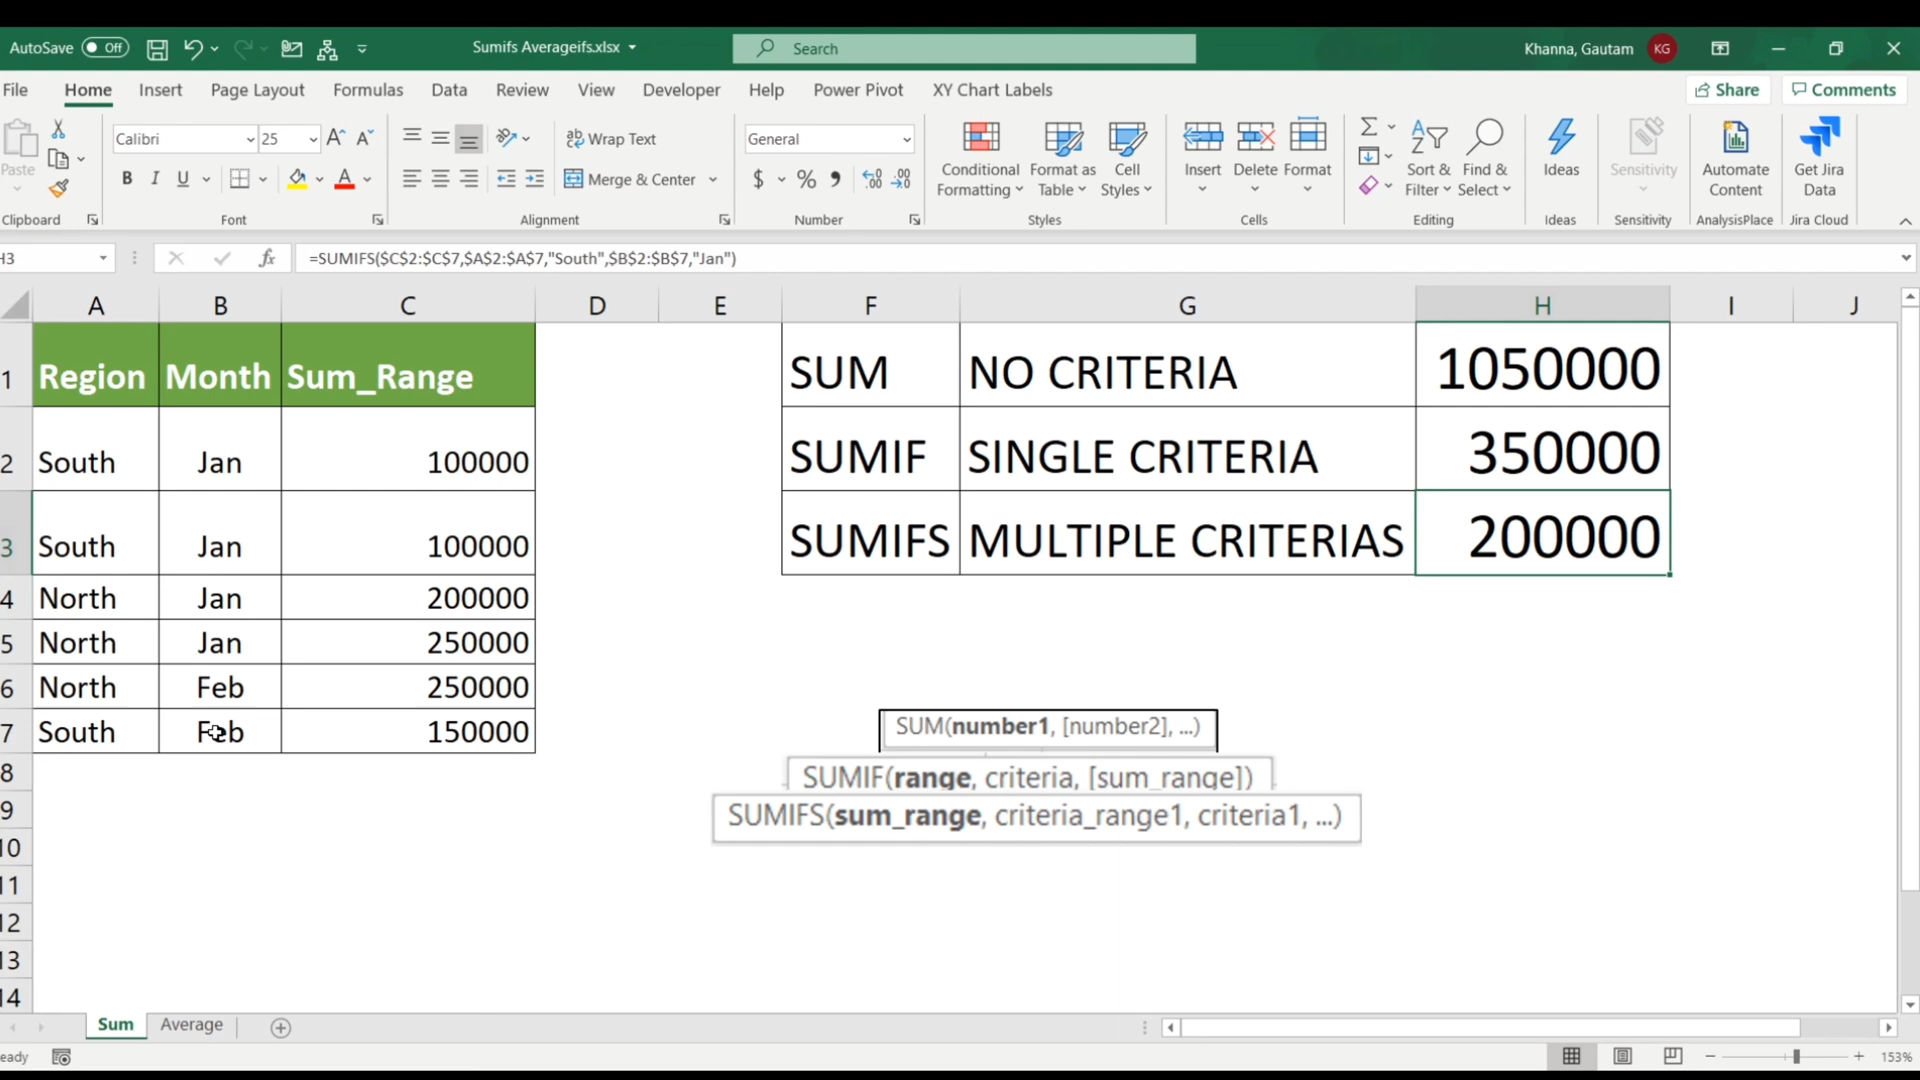 AutoSave Off Sumifs Averageifs.xlsx Search Khanna, Gautam KG
File Home Insert Page Layout Formulas Data Review View Developer Help Power Pivot XY Chart Labels Share Comments
Paste Calibri 25 Wrap Text General Conditional Formatting Format as Table Cell Styles Insert Delete Format Sort & Filter Find & Select Ideas Sensitivity Automate Content Get Jira Data
B I U Merge & Center $ %
Clipboard Font Alignment Number Styles Cells Editing Ideas Sensitivity AnalysisPlace Jira Cloud
H3 fx =SUMIFS($C$2:$C$7,$A$2:$A$7,"South",$B$2:$B$7,"Jan")
A B C D E F G H I J
1 Region Month Sum_Range SUM NO CRITERIA 1050000
2 South Jan 100000 SUMIF SINGLE CRITERIA 350000
3 South Jan 100000 SUMIFS MULTIPLE CRITERIAS 200000
4 North Jan 200000
5 North Jan 250000
6 North Feb 250000
7 South Feb 150000
SUM(number1, [number2], ...)
SUMIF(range, criteria, [sum_range])
SUMIFS(sum_range, criteria_range1, criteria1, ...)
8
9
10
11
12
13
14
Sum Average
eady 153%